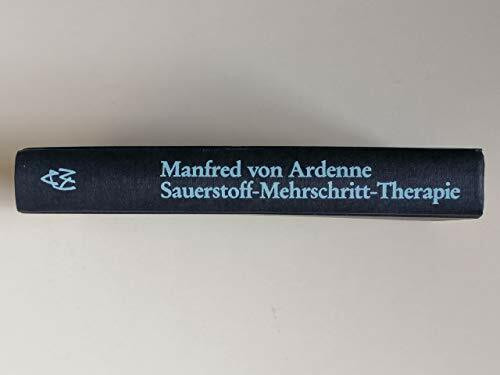 Manfred von Ardenne
Sauerstoff-Mehrschritt-Therapie